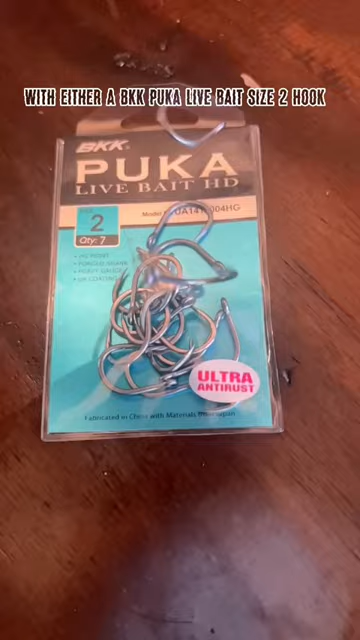 WITH EITHER A BKK PUKA LIVE BAIT SIZE 2 HOOK
BKK
PUKA
LIVE BAIT HD
2
Qty: 7
ULTRA
ANTIRUST
Fabricated in China with Materials from Japan